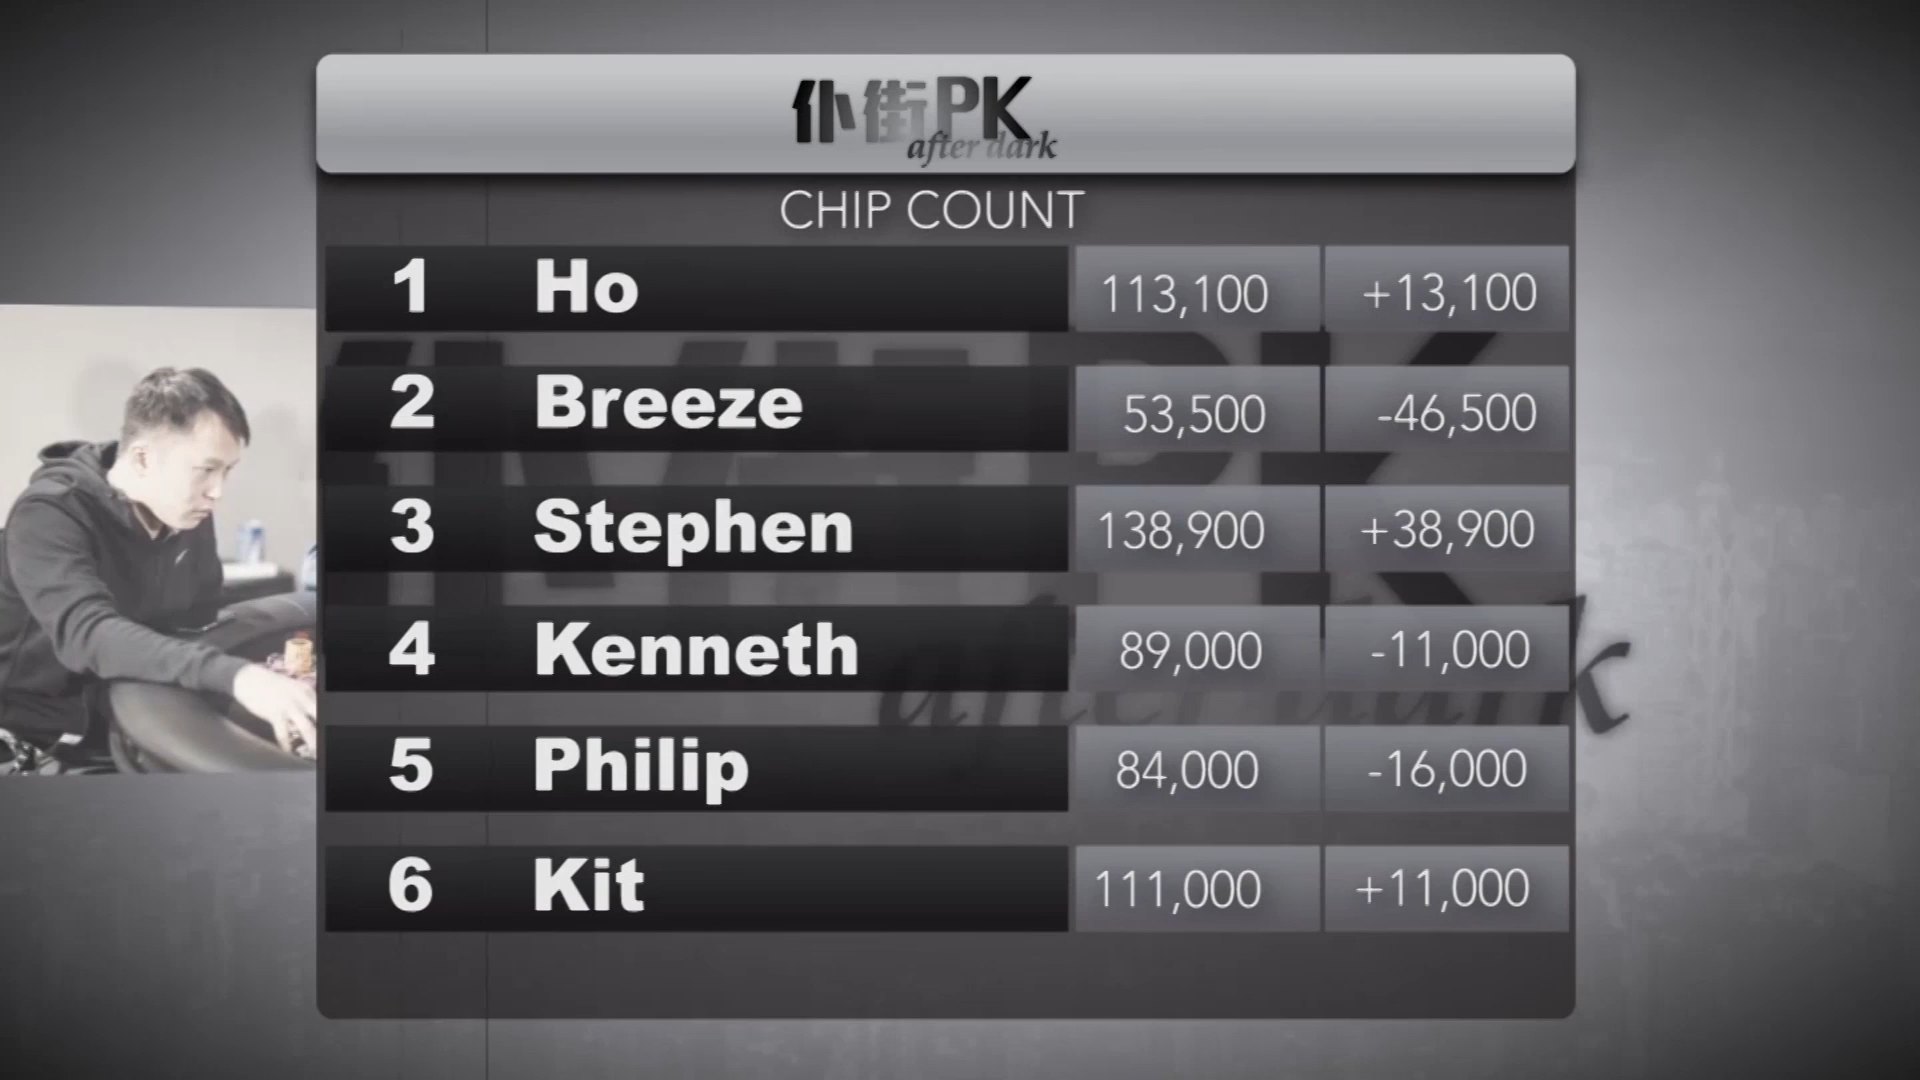 仆街PK
after dark
CHIP COUNT
1 Ho 113,100 +13,100
2 Breeze 53,500 -46,500
3 Stephen 138,900 +38,900
4 Kenneth 89,000 -11,000
5 Philip 84,000 -16,000
6 Kit 111,000 +11,000